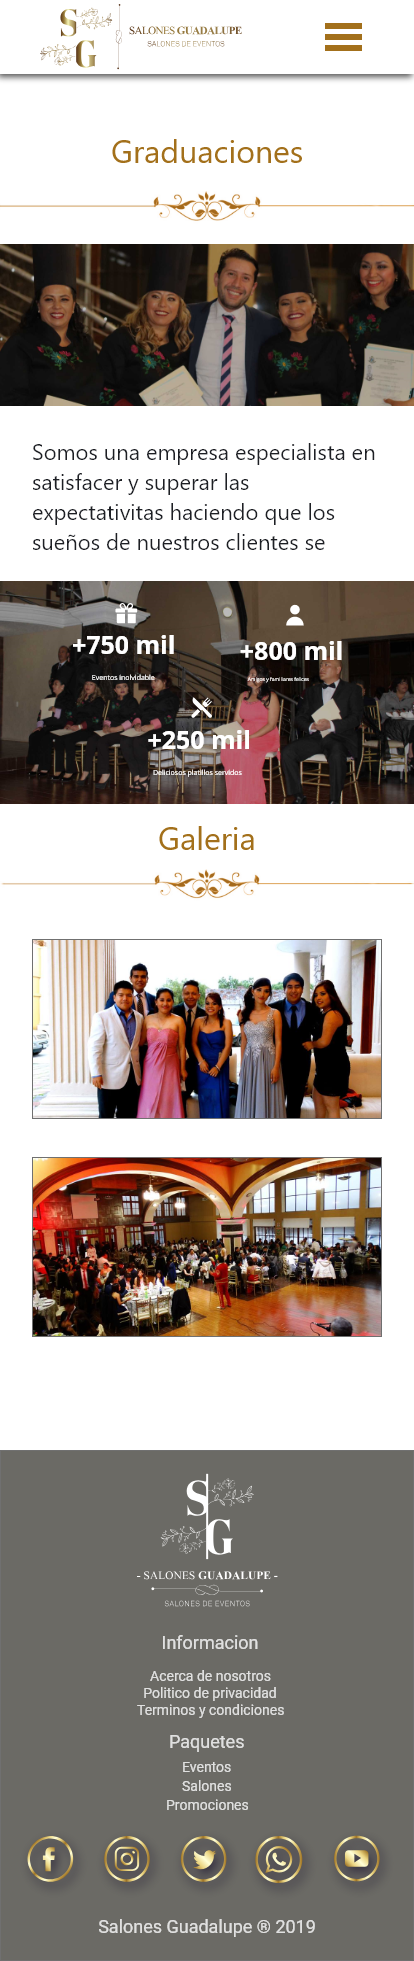 S
G
SALONES GUADALUPE
SALONES DE EVENTOS
Graduaciones
Somos una empresa especialista en
satisfacer y superar las
expectativitas haciendo que los
sueños de nuestros clientes se
+750 mil
Eventos Inolvidable
+800 mil
Amigos y familiares felices
+250 mil
Deliciosos platillos servidos
Galeria
S
G
- SALONES GUADALUPE -
SALONES DE EVENTOS
Informacion
Acerca de nosotros
Politico de privacidad
Terminos y condiciones
Paquetes
Eventos
Salones
Promociones
Salones Guadalupe ® 2019